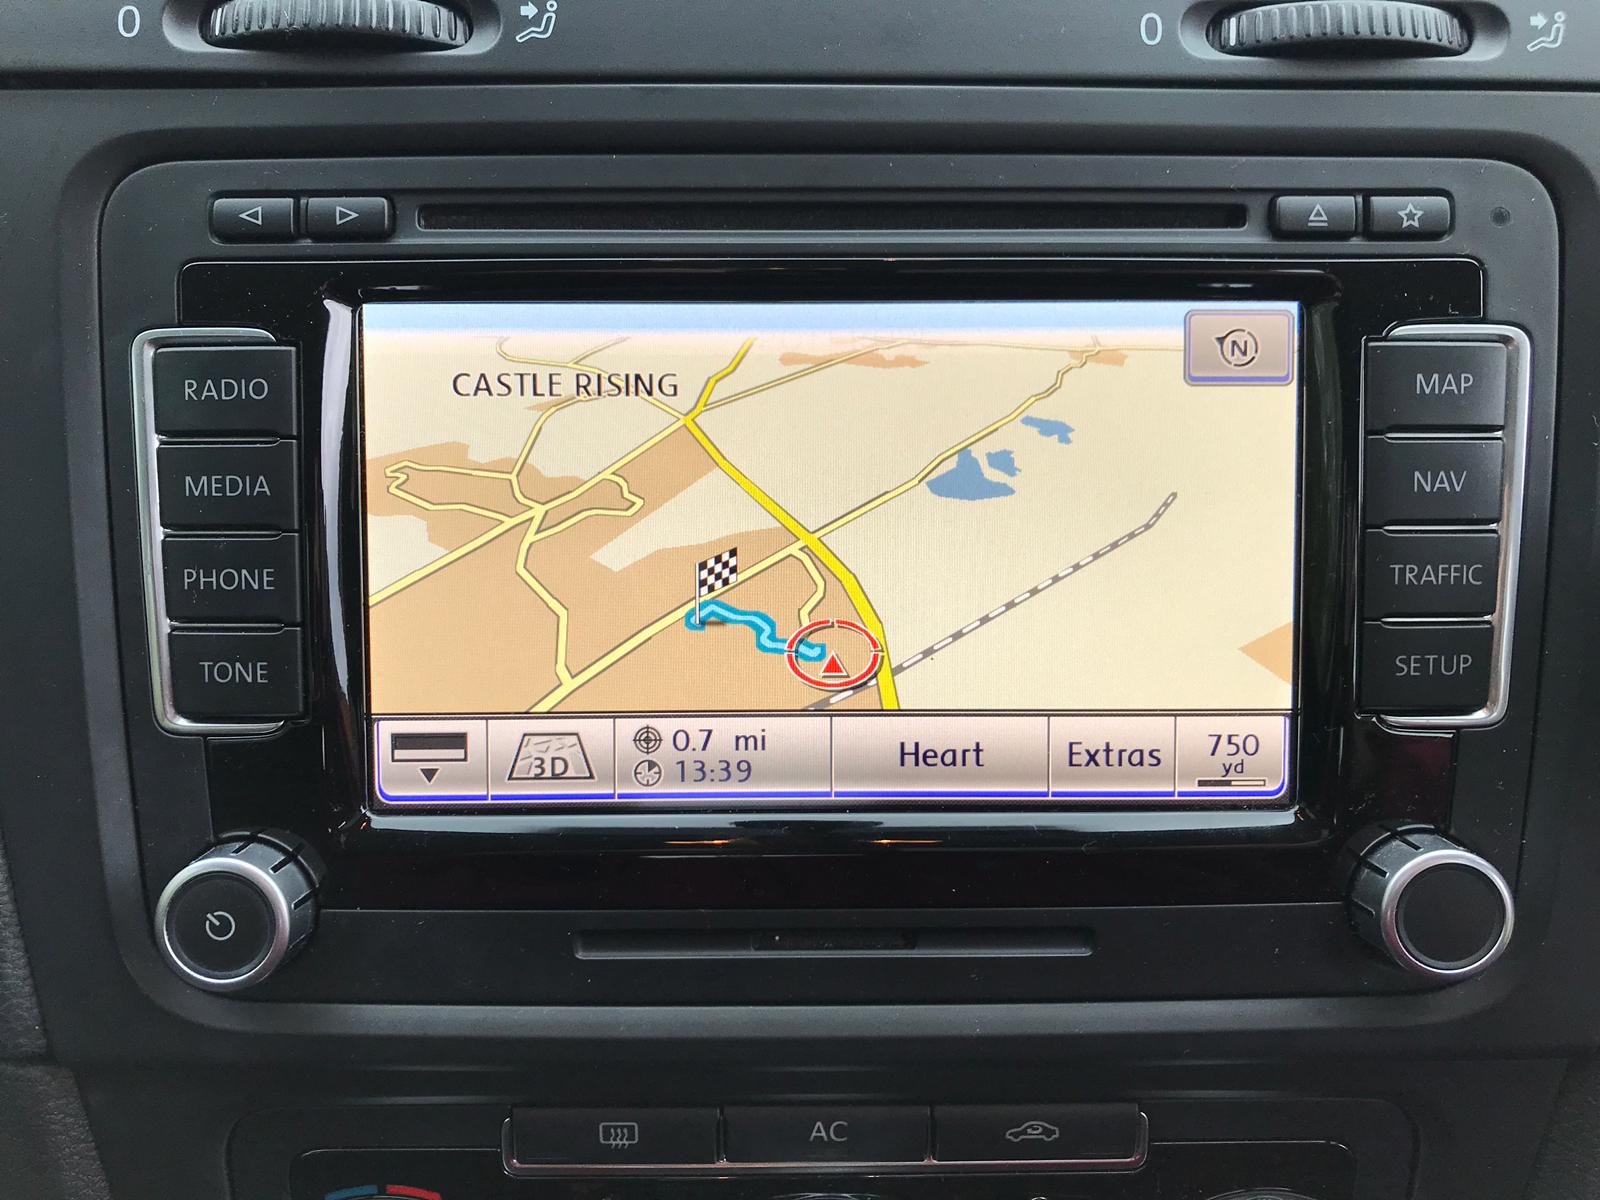 0
0
RADIO
MEDIA
PHONE
TONE
CASTLE RISING
N
3D
0.7 mi
13:39
Heart
Extras
750
yd
MAP
NAV
TRAFFIC
SETUP
AC